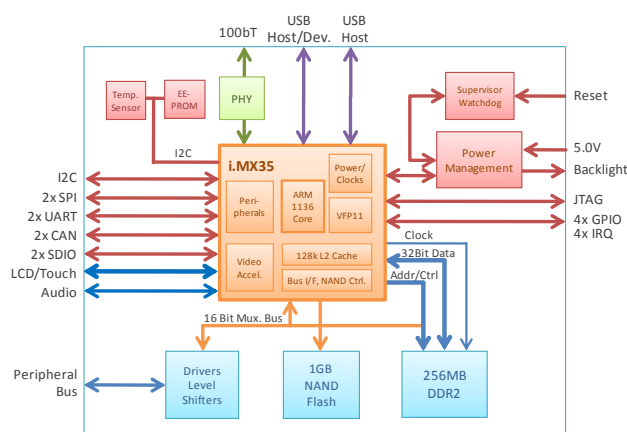 100bT
USB
Host/Dev.
USB
Host
Temp.
Sensor
EE-
PROM
PHY
Supervisor
Watchdog
Reset
I2C
i.MX35
Power/
Clocks
Power
Management
5.0V
Backlight
I2C
2x SPI
2x UART
2x CAN
2x SDIO
LCD/Touch
Audio
Peri-
pherals
ARM
1136
Core
VFP11
JTAG
4x GPIO
4x IRQ
Video
Accel.
128k L2 Cache
Bus I/F, NAND Ctrl.
Clock
32Bit Data
Addr/Ctrl
16 Bit Mux. Bus
Peripheral
Bus
Drivers
Level
Shifters
1GB
NAND
Flash
256MB
DDR2